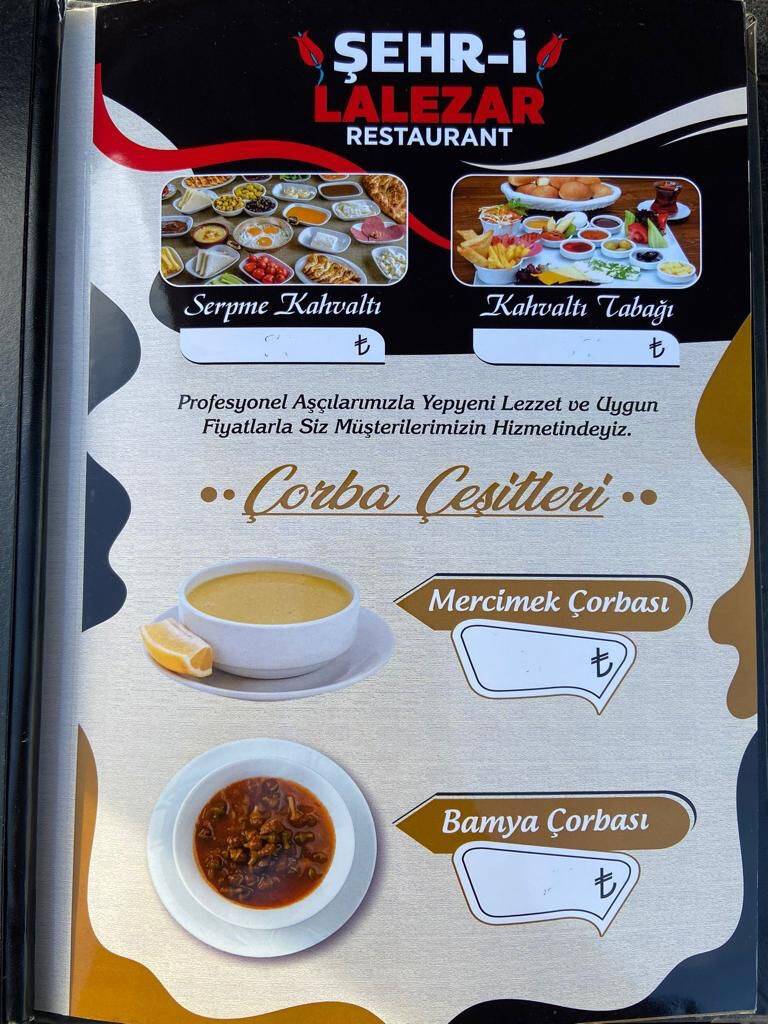 ŞEHR-İ
LALEZAR
RESTAURANT
Serpme Kahvaltı
₺
Kahvaltı Tabağı
₺
Profesyonel Aşçılarımızla Yepyeni Lezzet ve Uygun
Fiyatlarla Siz Müşterilerimizin Hizmetindeyiz.
Çorba Çeşitleri
Mercimek Çorbası
₺
Bamya Çorbası
₺